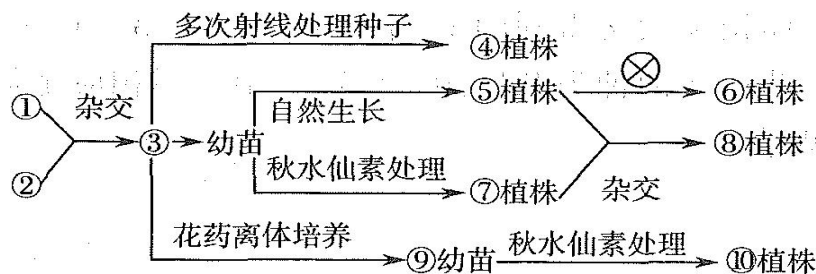 多次射线处理种子
④植株
①
杂交
③
幼苗
自然生长
⑤植株
⑥植株
②
秋水仙素处理
⑦植株
杂交
⑧植株
花药离体培养
⑨幼苗
秋水仙素处理
⑩植株